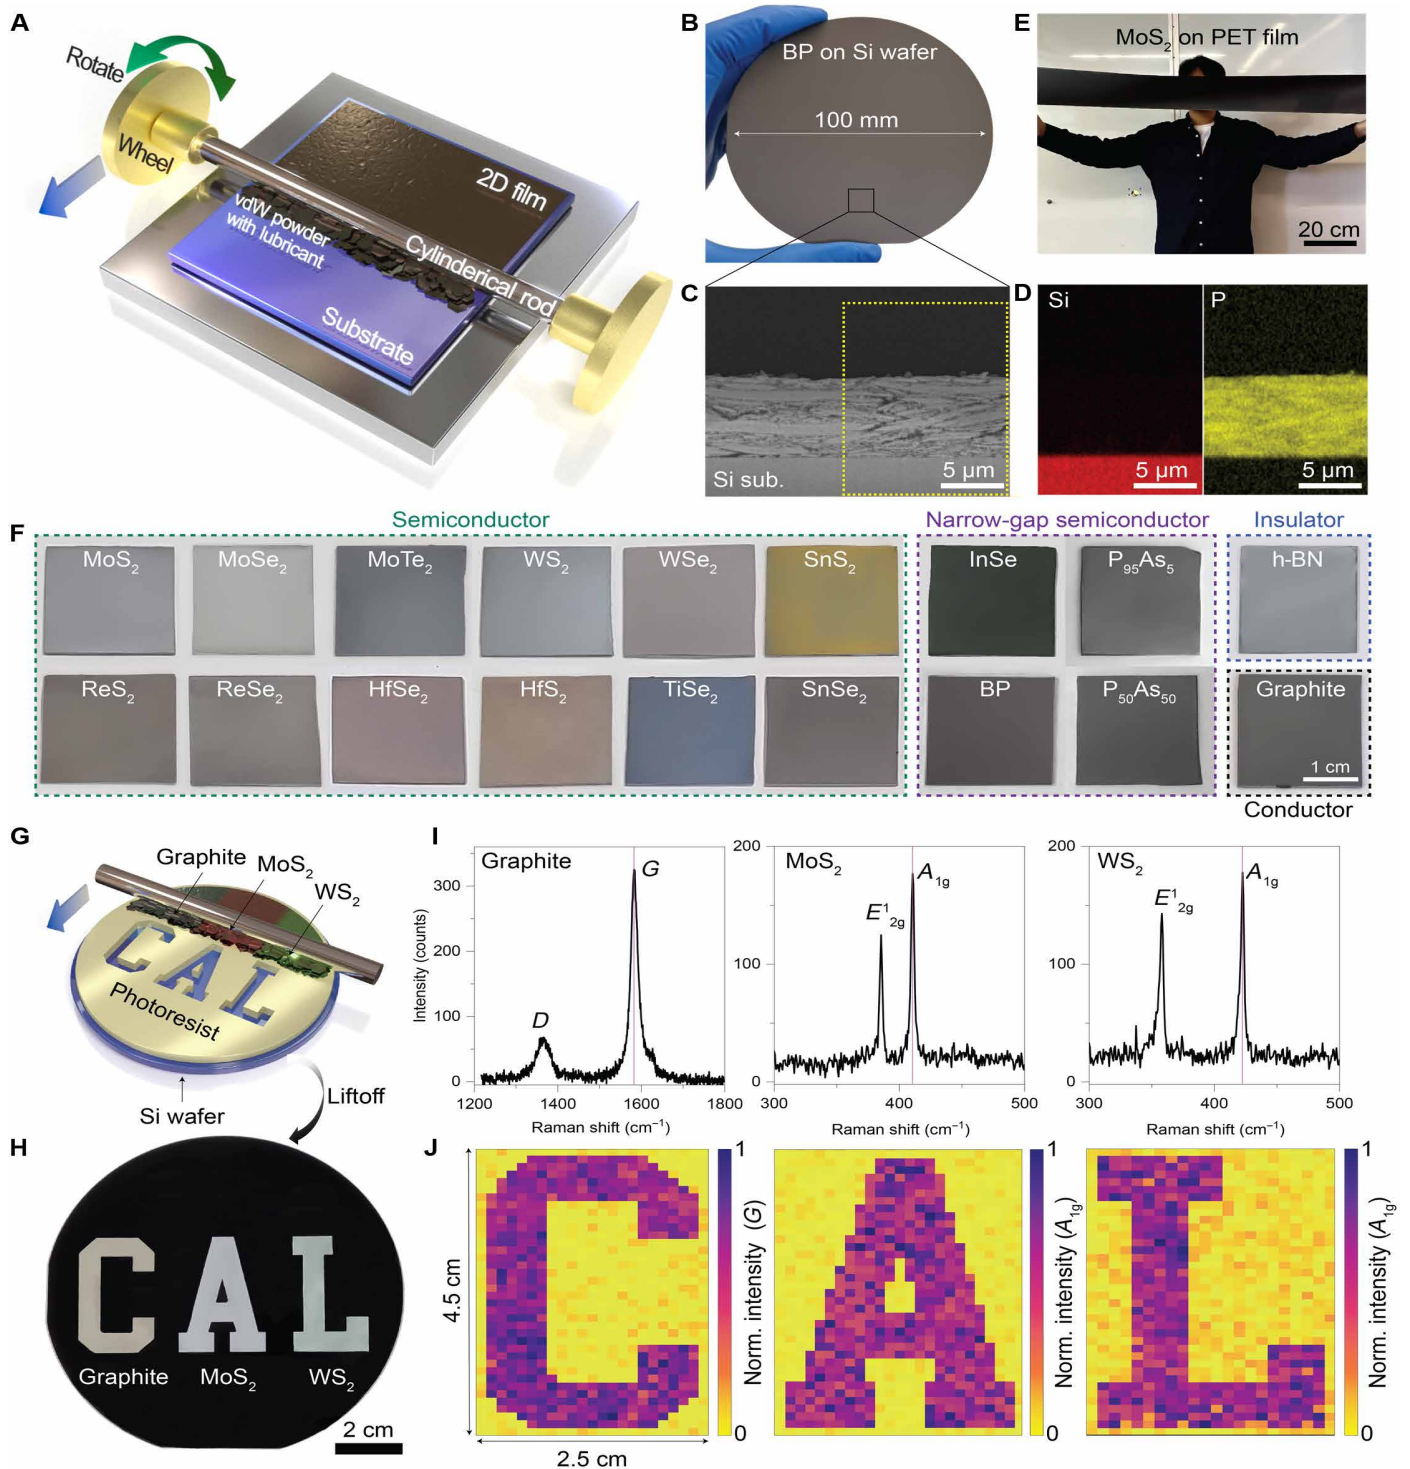 A
Rotate
Wheel
2D film
vdW powder
with lubricant
Cylinderical rod
Substrate
B
BP on Si wafer
100 mm
E
MoS2 on PET film
20 cm
C
Si sub.
5 μm
D
Si
5 μm
P
5 μm
F
Semiconductor
Narrow-gap semiconductor
Insulator
MoS2
MoSe2
MoTe2
WS2
WSe2
SnS2
InSe
P95As5
h-BN
ReS2
ReSe2
HfSe2
HfS2
TiSe2
SnSe2
BP
P50As50
Graphite
1 cm
Conductor
G
Graphite
MoS2
WS2
CAL
Photoresist
Si wafer
Liftoff
H
CAL
Graphite
MoS2
WS2
2 cm
I
Graphite
G
D
Intensity (counts)
300
200
100
0
1200
1400
1600
1800
Raman shift (cm−1)
MoS2
A1g
E12g
200
100
0
300
400
500
Raman shift (cm−1)
WS2
A1g
E12g
200
100
0
300
400
500
Raman shift (cm−1)
J
4.5 cm
2.5 cm
C
1
0
Norm. intensity (G)
A
1
0
Norm. intensity (A1g)
L
1
0
Norm. intensity (A1g)